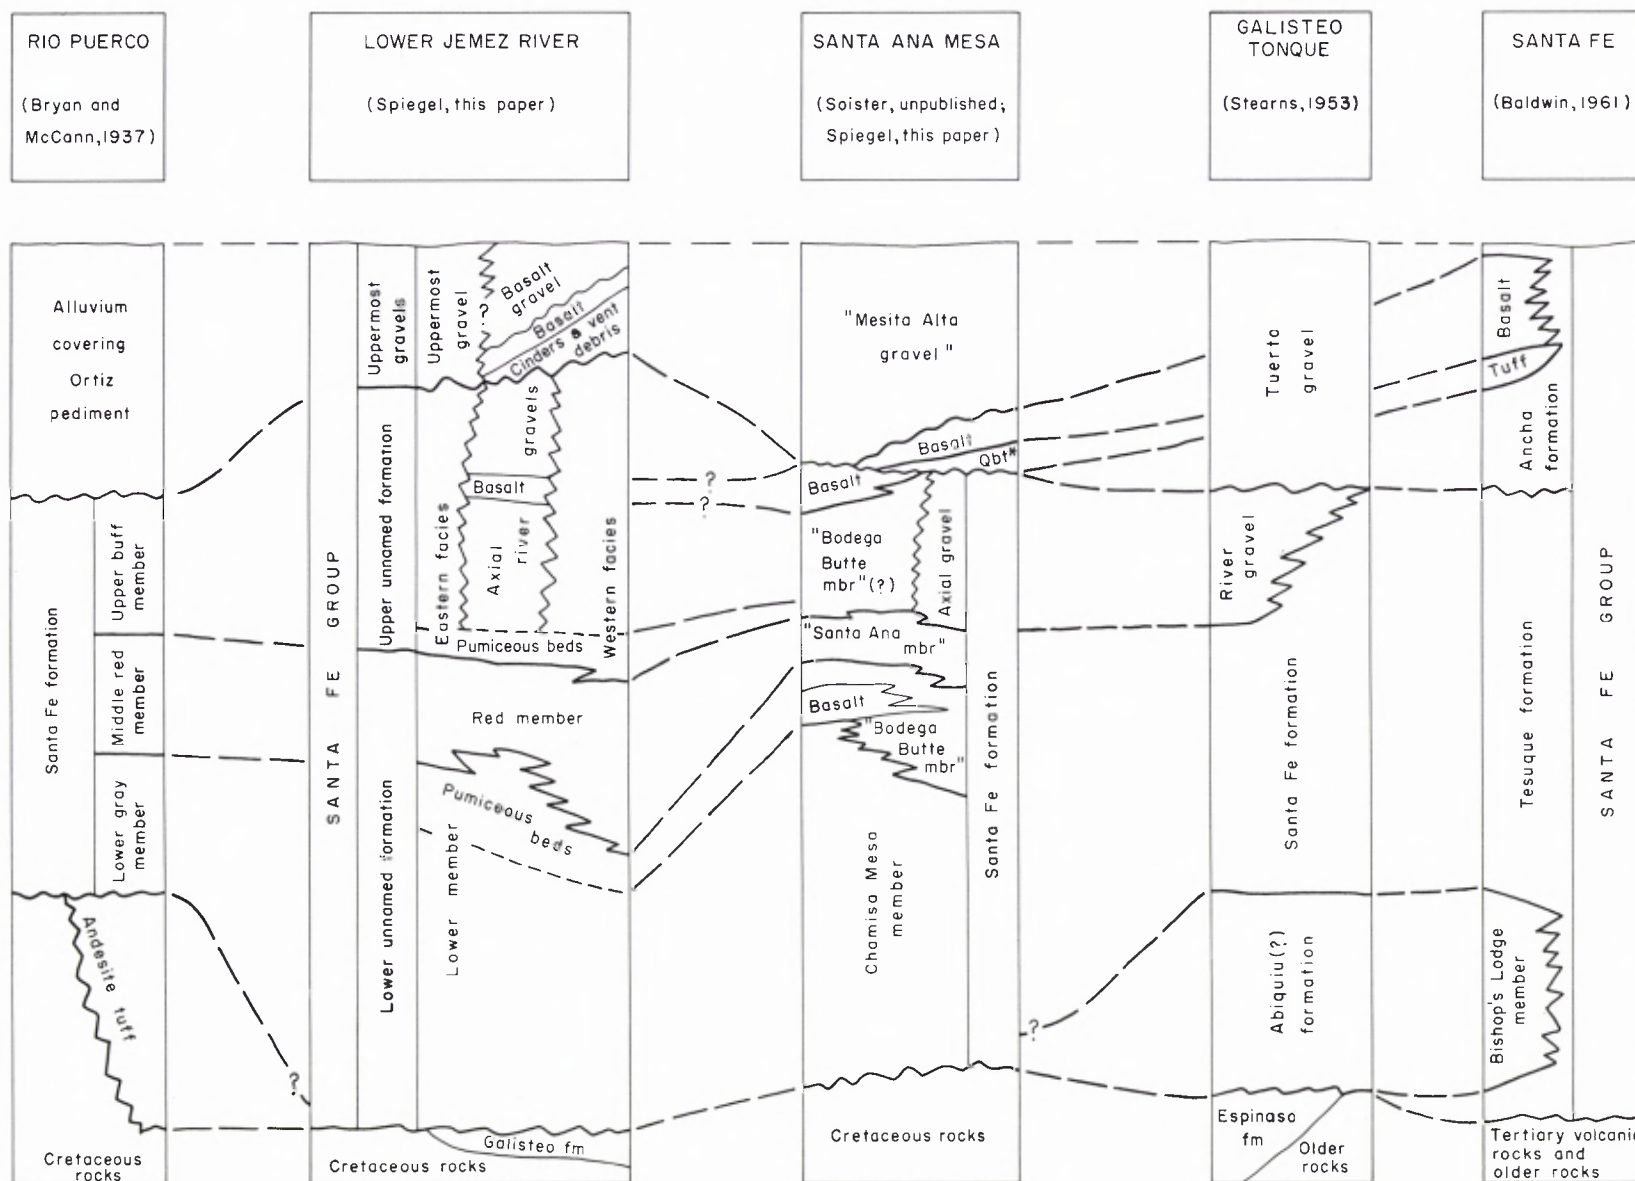 RIO PUERCO
(Bryan and
McCann,1937)
LOWER JEMEZ RIVER
(Spiegel, this paper)
SANTA ANA MESA
(Soister, unpublished;
Spiegel, this paper)
GALISTEO
TONQUE
(Stearns, 1953)
SANTA FE
(Baldwin, 1961)
Alluvium
covering
Ortiz
pediment
Santa Fe formation
Upper buff
member
Middle red
member
Lower gray
member
Andesite tuff
Cretaceous
rocks
?
SANTA FE GROUP
Uppermost
gravels
Uppermost
gravel
?
Basalt
gravel
Basalt
Cinders & vent
debris
Upper unnamed formation
Eastern facies
gravels
Basalt
Axial
river
Western facies
Pumiceous beds
Red member
Pumiceous
beds
Lower unnamed formation
Lower member
Galisteo fm
Cretaceous rocks
?
?
"Mesita Alta
gravel"
Basalt
Qbt*
Basalt
"Bodega
Butte
mbr"(?)
Axial gravel
"Santa Ana
mbr"
Basalt
"Bodega
Butte
mbr"
Chamisa Mesa
member
Santa Fe formation
Cretaceous rocks
?
Tuerto
gravel
River
gravel
Santa Fe formation
Abiquiu(?)
formation
Espinaso
fm
Older
rocks
Basalt
Tuff
Ancha
formation
Tesuque formation
Bishop's Lodge
member
SANTA FE GROUP
Tertiary volcanic
rocks and
older rocks